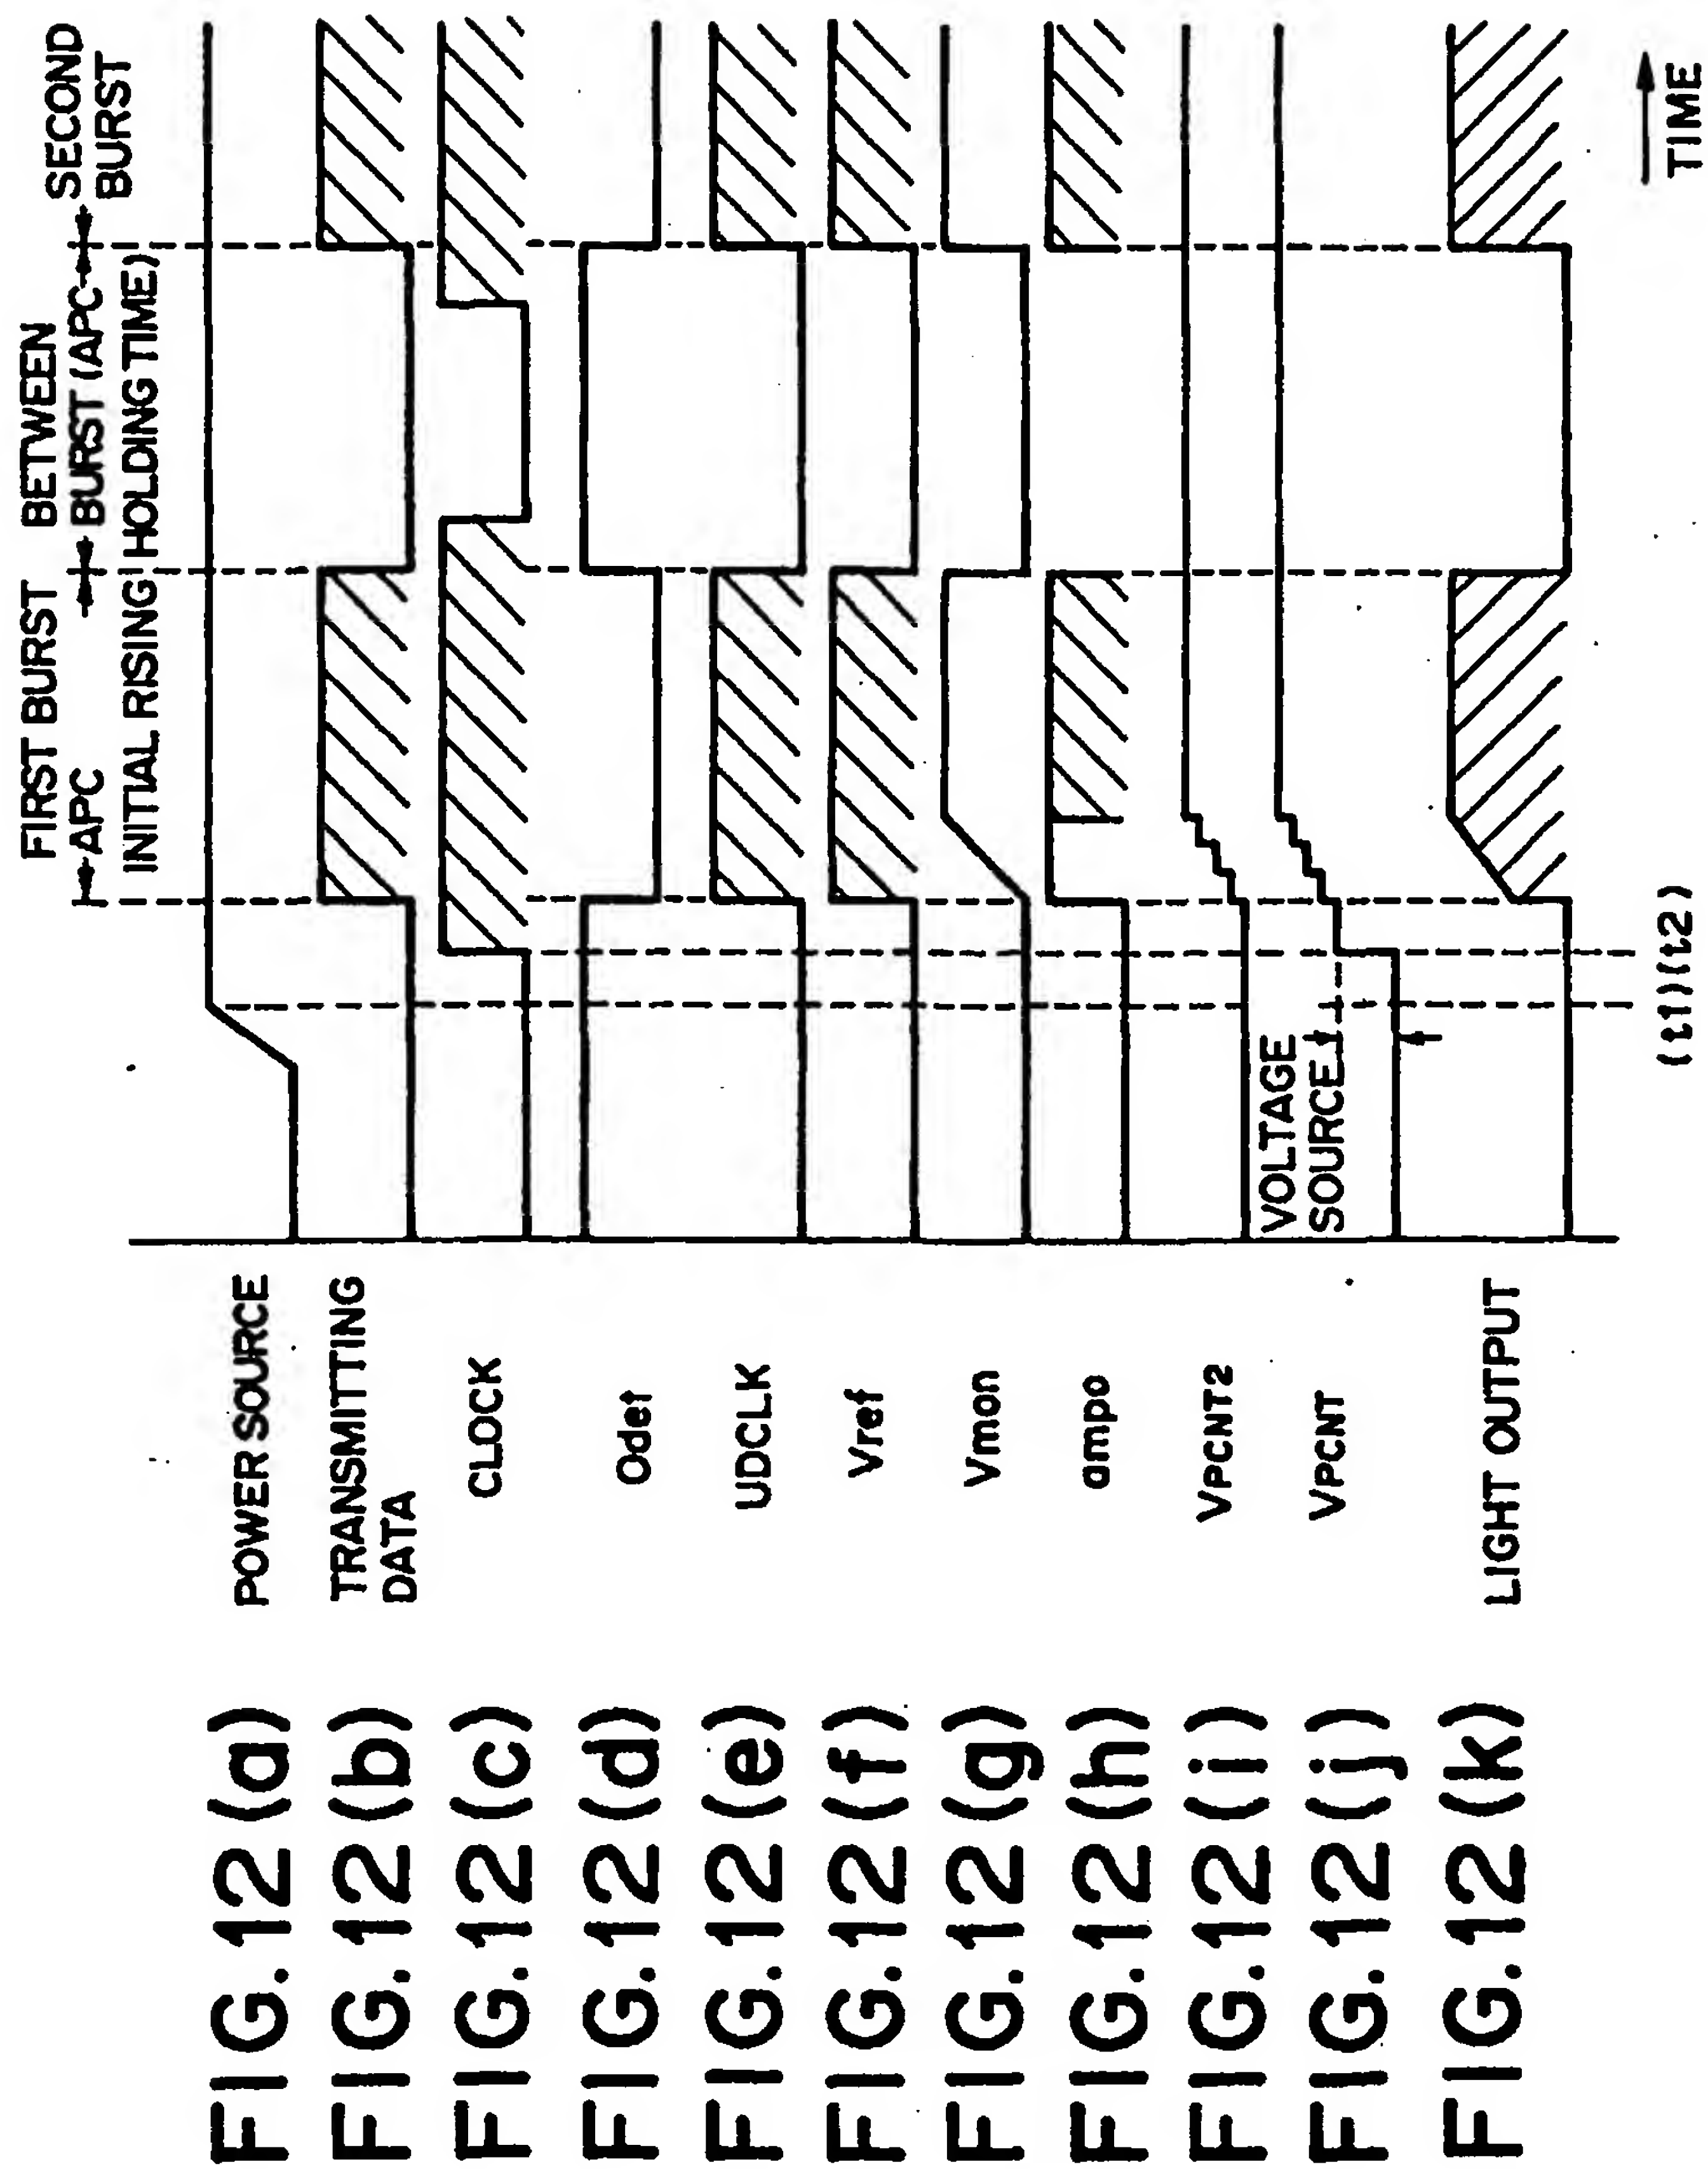 FIRST BURST BETWEEN SECOND
APC BURST (APC BURST
INITIAL RISING HOLDING TIME)
FIG. 12 (a) POWER SOURCE
FIG. 12 (b) TRANSMITTING
DATA
FIG. 12 (c) CLOCK
FIG. 12 (d) Odet
FIG. 12 (e) UDCLK
FIG. 12 (f) Vref
FIG. 12 (g) Vmon
FIG. 12 (h) ampo
FIG. 12 (i) VPCNT2
VOLTAGE
SOURCE
FIG. 12 (j) VPCNT
FIG. 12 (k) LIGHT OUTPUT
(t1)(t2) TIME